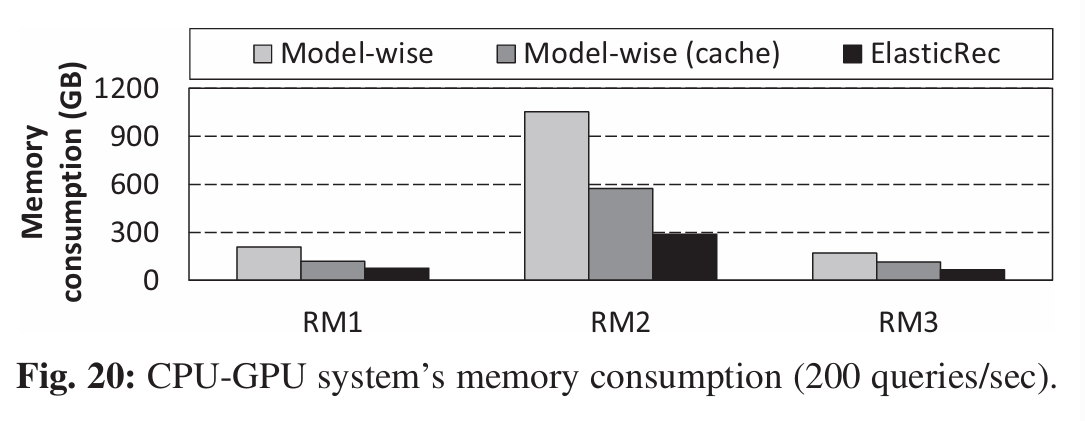 Model-wise Model-wise (cache) ElasticRec
Memory
consumption (GB)
1200
900
600
300
0
RM1 RM2 RM3
Fig. 20: CPU-GPU system’s memory consumption (200 queries/sec).